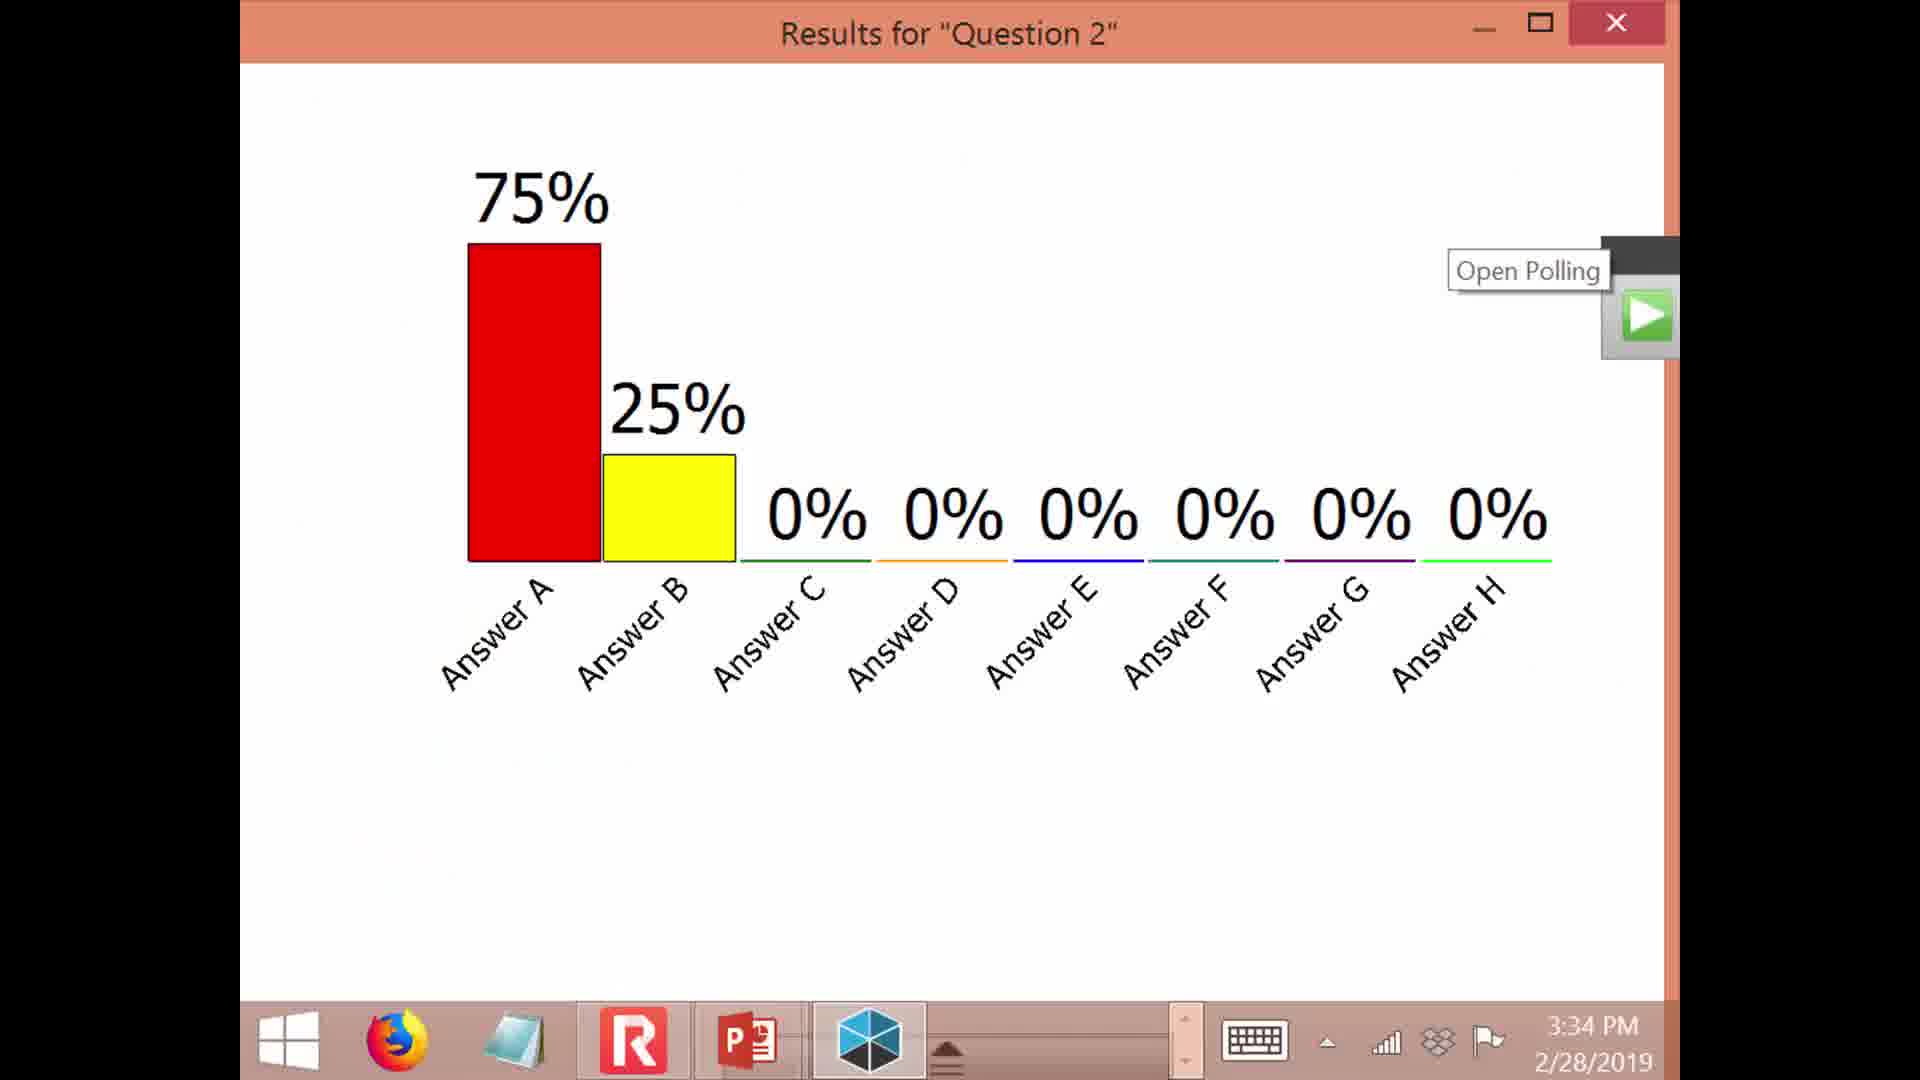 Results for "Question 2"
75%
Open Polling
25%
0% 0% 0% 0% 0% 0%
Answer A Answer B Answer C Answer D Answer E Answer F Answer G Answer H
3:34 PM
2/28/2019